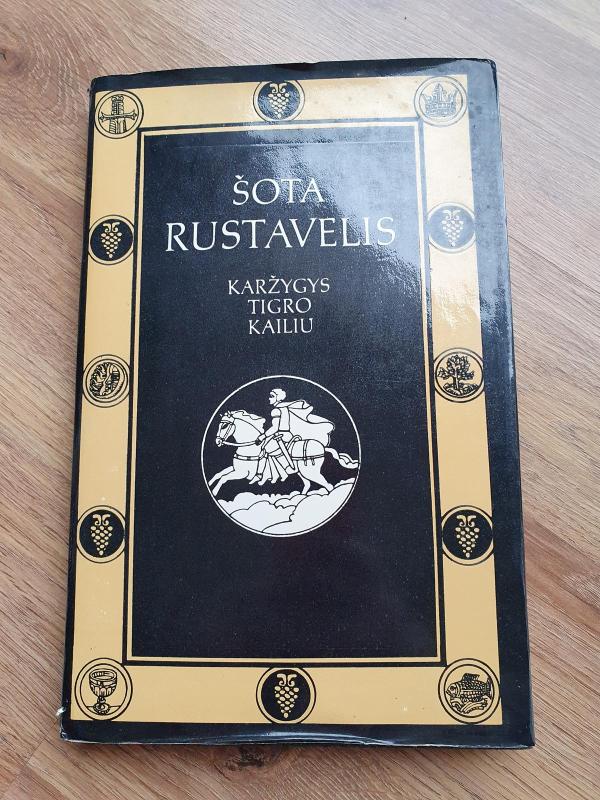 ŠOTA
RUSTAVELIS
KARŽYGYS
TIGRO
KAILIU